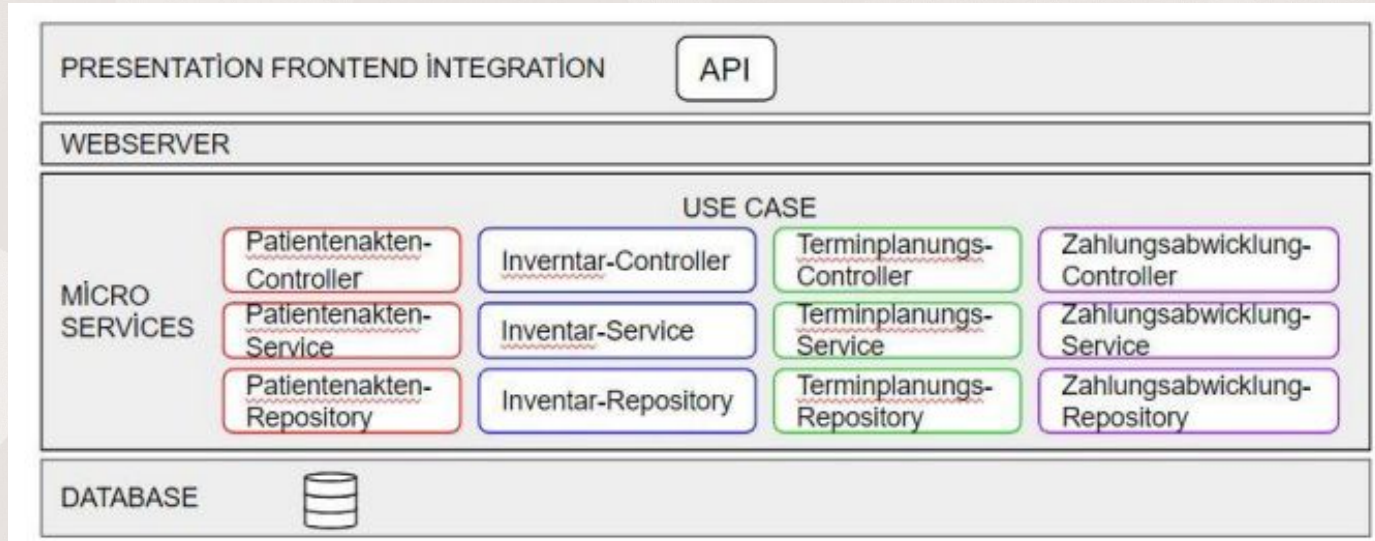 PRESENTATİON FRONTEND İNTEGRATİON
API
WEBSERVER
USE CASE
MİCRO
SERVİCES
Patientenakten-
Controller
Inverntar-Controller
Terminplanungs-
Controller
Zahlungsabwicklung-
Controller
Patientenakten-
Service
Inventar-Service
Terminplanungs-
Service
Zahlungsabwicklung-
Service
Patientenakten-
Repository
Inventar-Repository
Terminplanungs-
Repository
Zahlungsabwicklung-
Repository
DATABASE